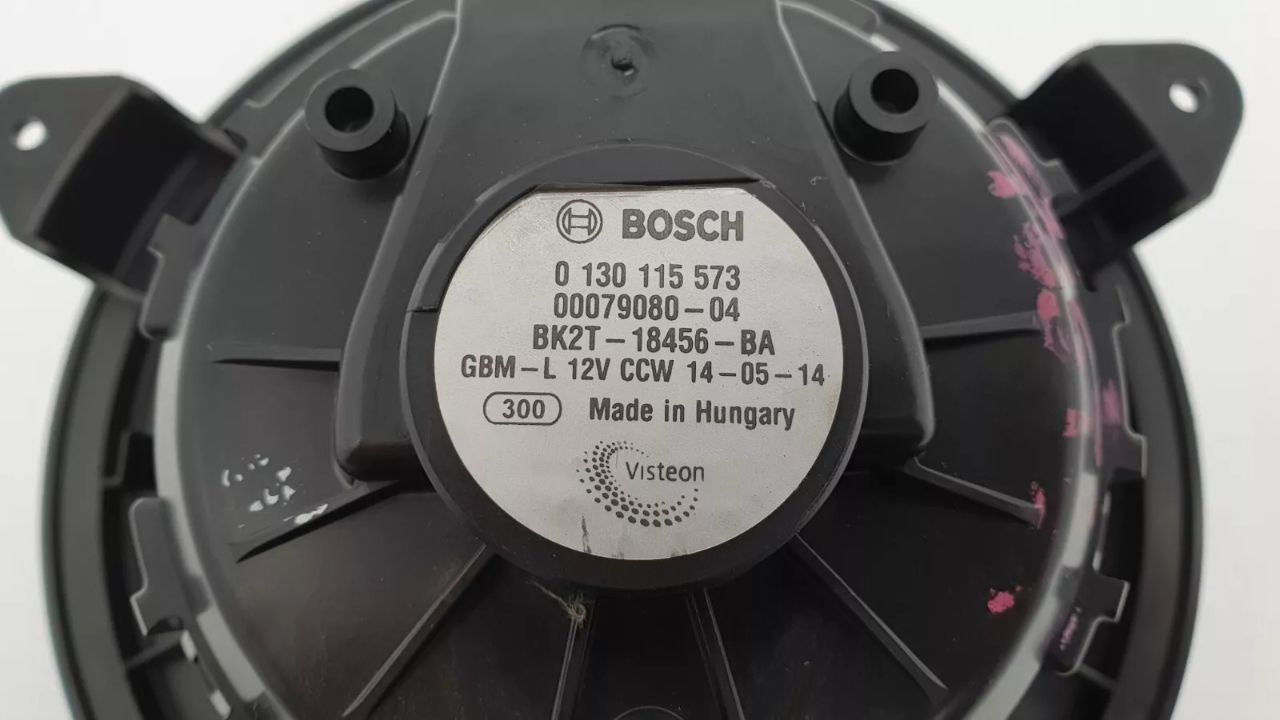 BOSCH
0 130 115 573
00079080-04
BK2T-18456-BA
GBM-L 12V CCW 14-05-14
300 Made in Hungary
Visteon